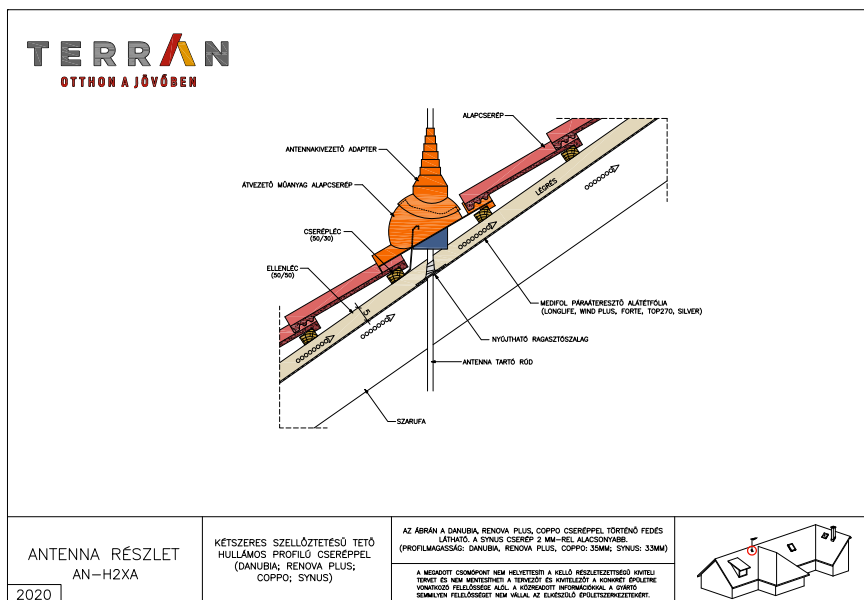 TERRÁN
OTTHON A JÖVŐBEN
ALAPCSERÉP
ANTENNAKIVEZETŐ ADAPTER
ÁTVEZETŐ MŰANYAG ALAPCSERÉP
CSERÉPLÉC
(50/30)
ELLENLÉC
(50/50)
LÉGRÉS
5
MEDIFOL PÁRAÁTERESZTŐ ALÁTÉTFÓLIA
(LONGLIFE, WIND PLUS, FORTE, TOP270, SILVER)
NYÚJTHATÓ RAGASZTÓSZALAG
ANTENNA TARTÓ RÚD
SZARUFA
ANTENNA RÉSZLET
AN-H2XA
2020
KÉTSZERES SZELLŐZTETÉSŰ TETŐ
HULLÁMOS PROFILÚ CSERÉPPEL
(DANUBIA; RENOVA PLUS;
COPPO; SYNUS)
AZ ÁBRÁN A DANUBIA, RENOVA PLUS, COPPO CSERÉPPEL TÖRTÉNŐ FEDÉS
LÁTHATÓ. A SYNUS CSERÉP 2 MM-REL ALACSONYABB.
(PROFILMAGASSÁG: DANUBIA, RENOVA PLUS, COPPO: 35MM; SYNUS: 33MM)
A MEGADOTT CSOMÓPONT NEM HELYETTESÍTI A KELLŐ RÉSZLETEZETTSÉGŰ KIVITELI
TERVET ÉS NEM MENTESÍTHETI A TERVEZŐT ÉS KIVITELEZŐT A KONKRÉT ÉPÜLETRE
VONATKOZÓ FELELŐSSÉGE ALÓL. A KÖZREADOTT INFORMÁCIÓKKAL A GYÁRTÓ
SEMMILYEN FELELŐSSÉGET NEM VÁLLAL AZ ELKÉSZÜLŐ ÉPÜLETSZERKEZETEKÉRT.